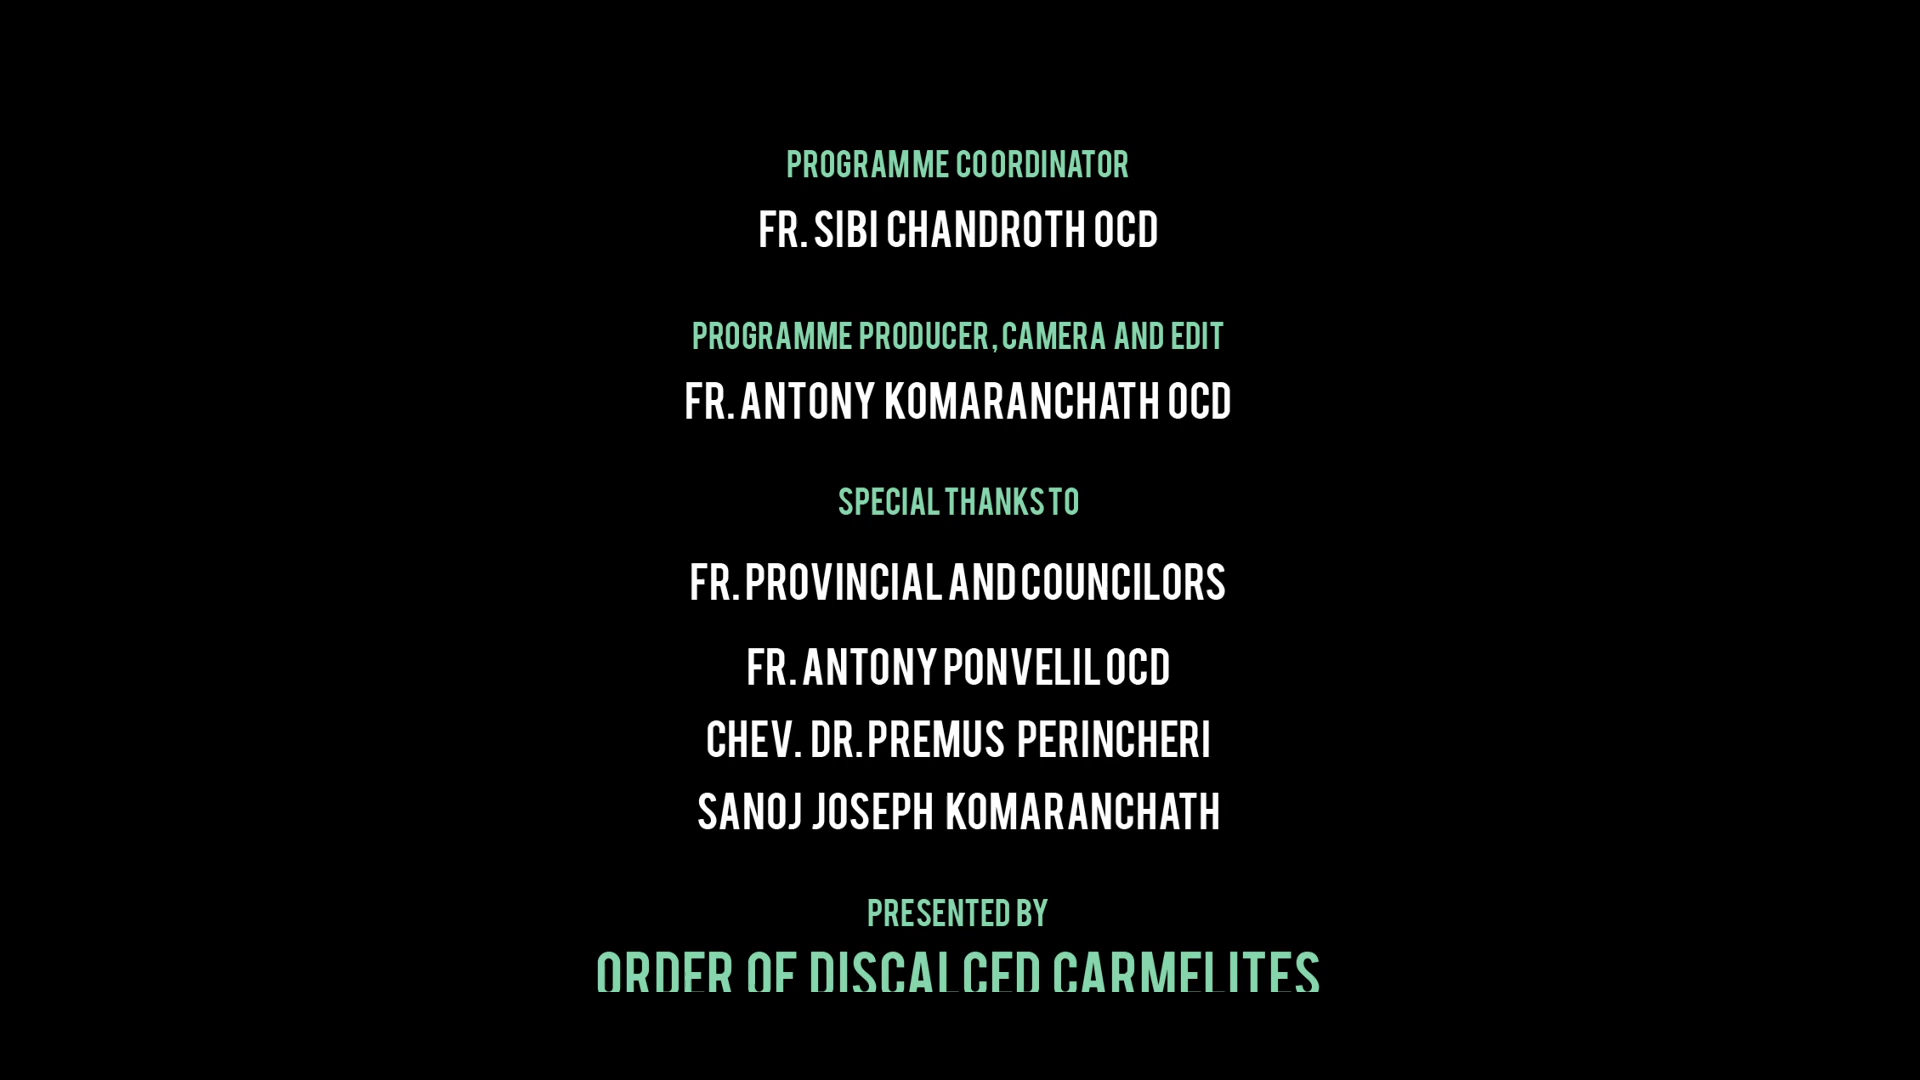 PROGRAMME COORDINATOR
FR. SIBI CHANDROTH OCD
PROGRAMME PRODUCER, CAMERA AND EDIT
FR. ANTONY KOMARANCHATH OCD
SPECIAL THANKS TO
FR. PROVINCIAL AND COUNCILORS
FR. ANTONY PONVELIL OCD
CHEV. DR. PREMUS PERINCHERI
SANOJ JOSEPH KOMARANCHATH
PRESENTED BY
ORDER OF DISCALCED CARMELITES